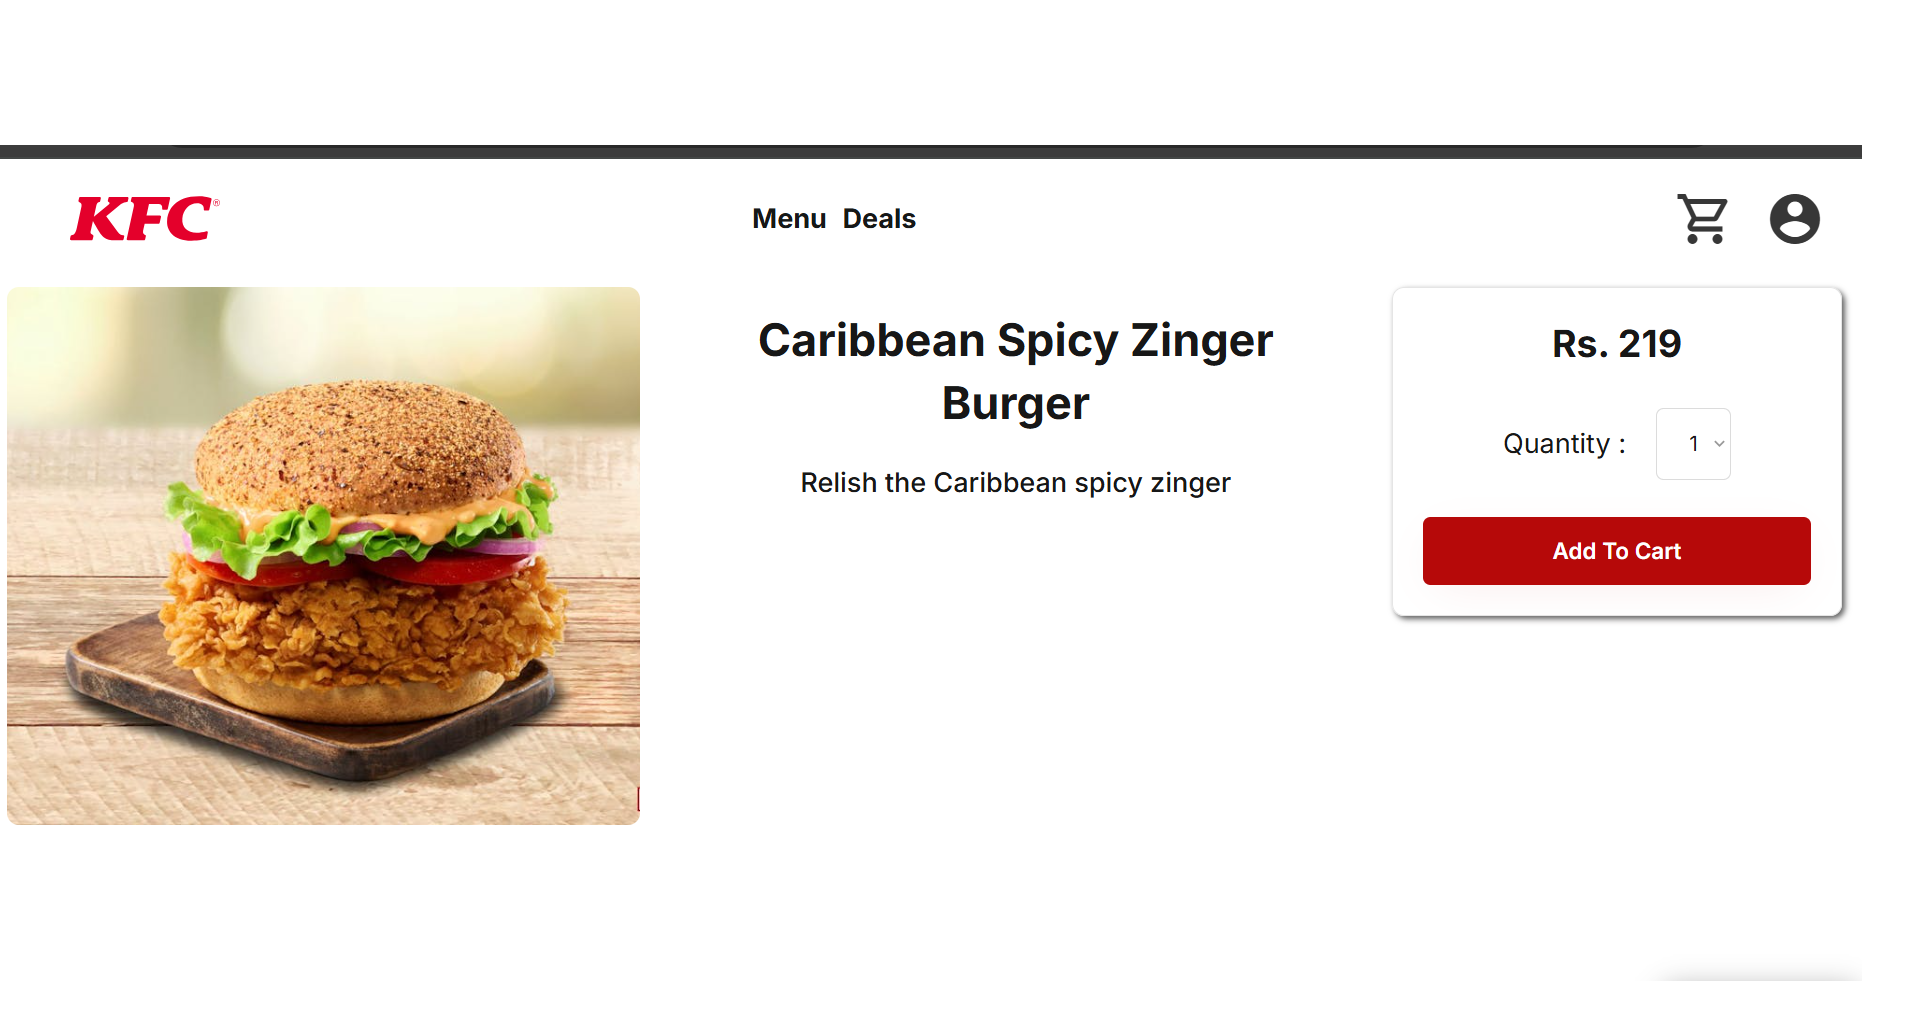 KFC®
Menu Deals
Caribbean Spicy Zinger
Burger
Relish the Caribbean spicy zinger
Rs. 219
Quantity : 1
Add To Cart